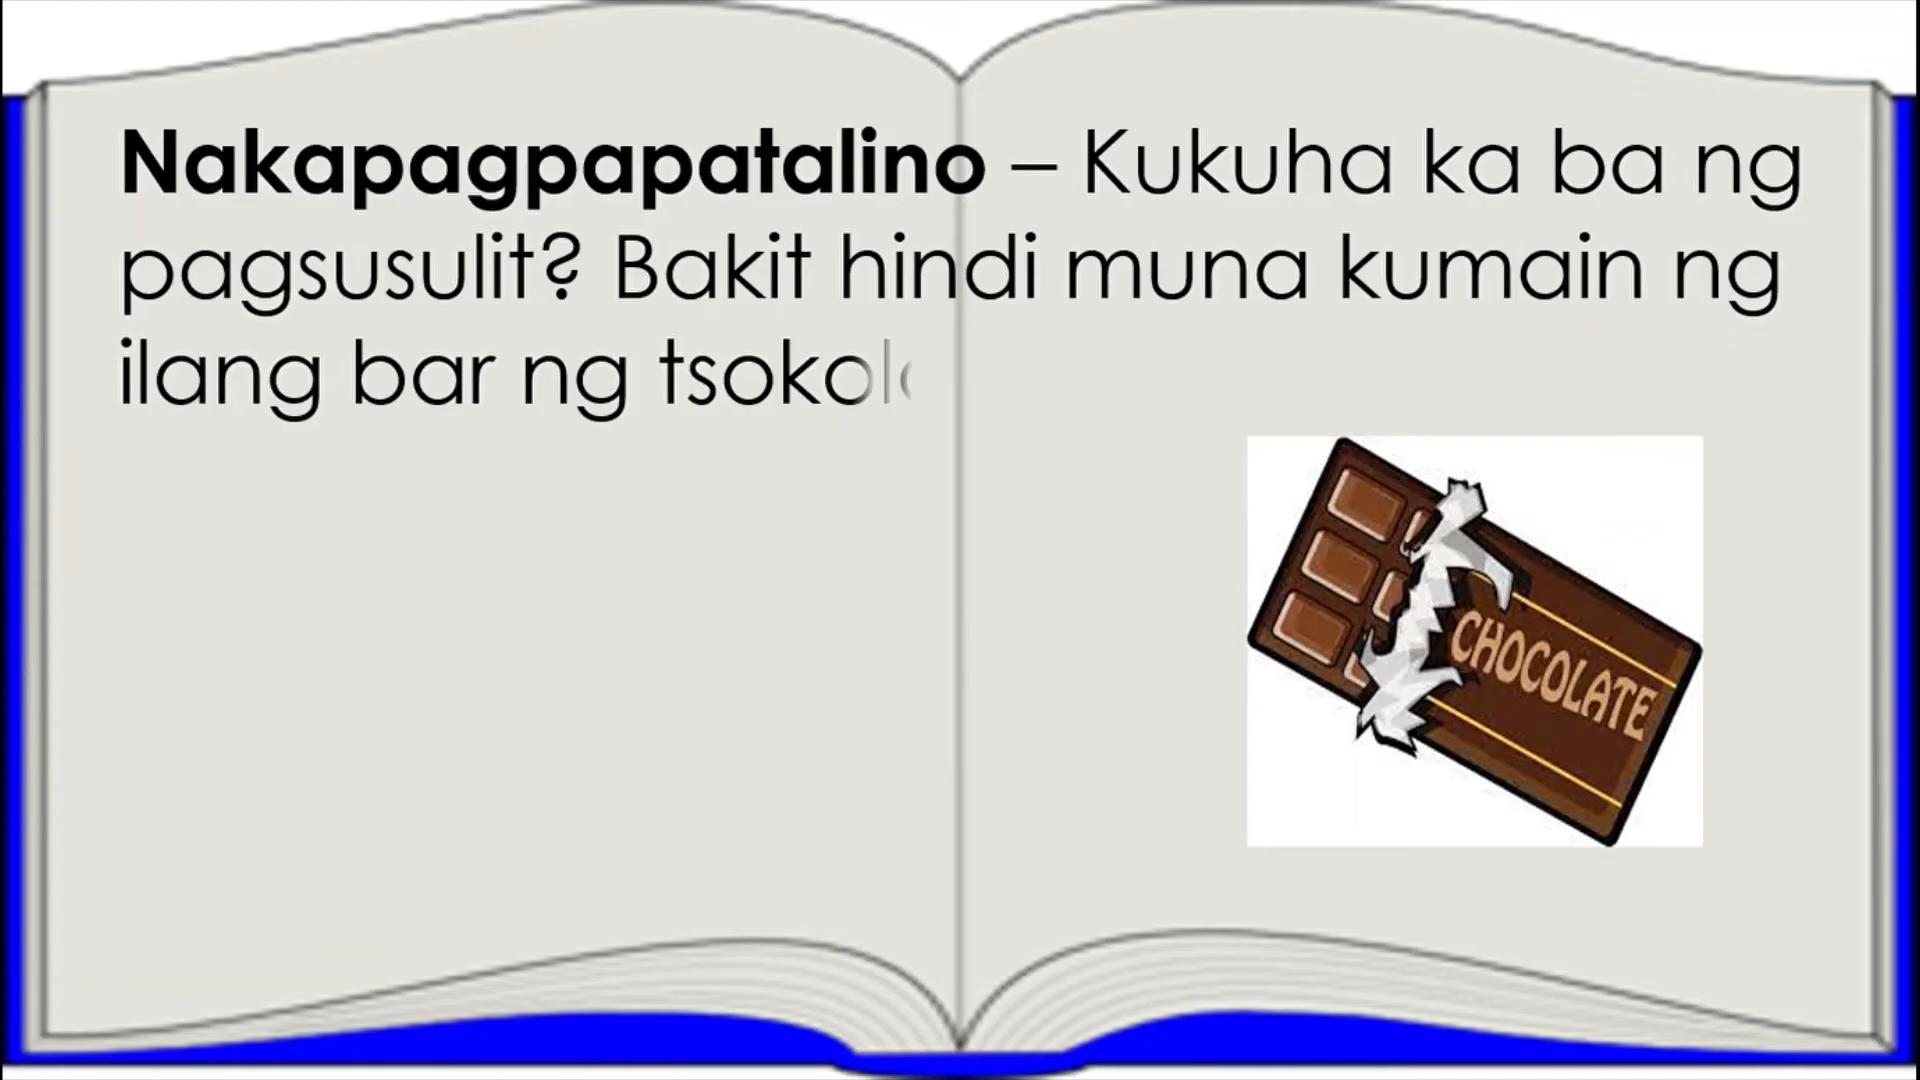 Nakapagpapatalino – Kukuha ka ba ng
pagsusulit? Bakit hindi muna kumain ng
ilang bar ng
CHOCOLATE